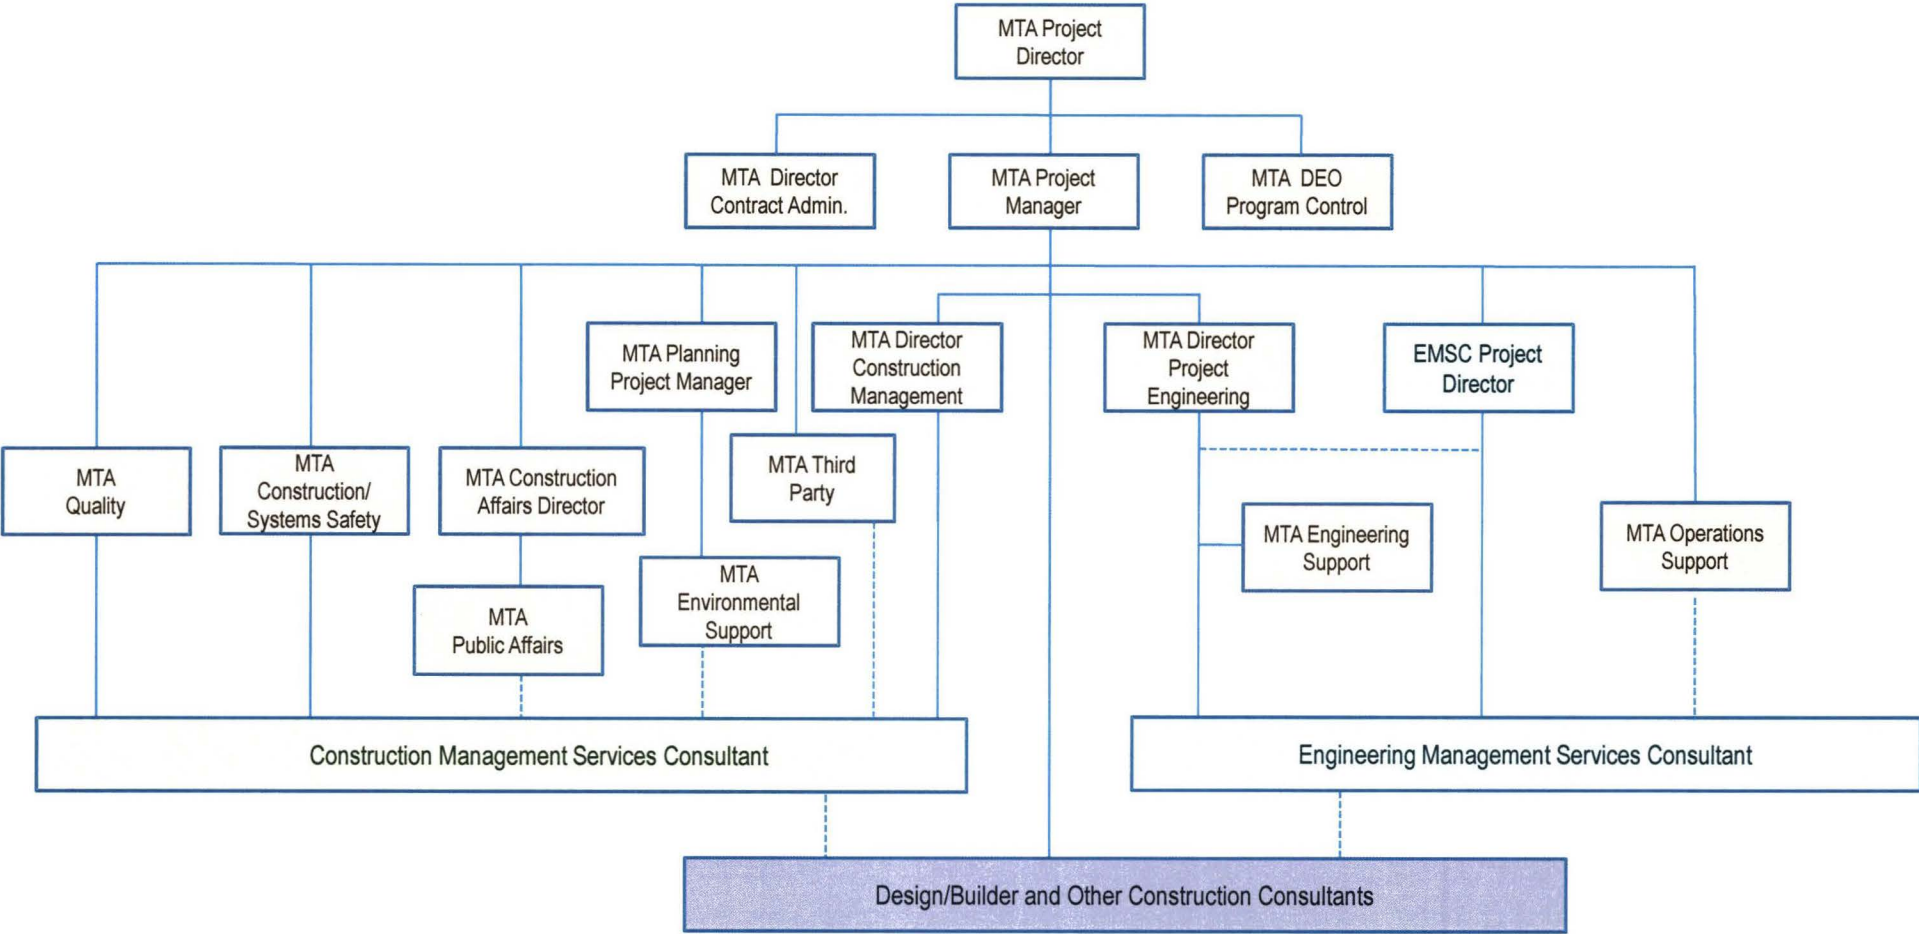 MTA Project
Director
MTA Director
Contract Admin.
MTA Project
Manager
MTA DEO
Program Control
MTA Planning
Project Manager
MTA Director
Construction
Management
MTA Director
Project
Engineering
EMSC Project
Director
MTA
Quality
MTA
Construction/
Systems Safety
MTA Construction
Affairs Director
MTA Third
Party
MTA Engineering
Support
MTA Operations
Support
MTA
Public Affairs
MTA
Environmental
Support
Construction Management Services Consultant
Engineering Management Services Consultant
Design/Builder and Other Construction Consultants